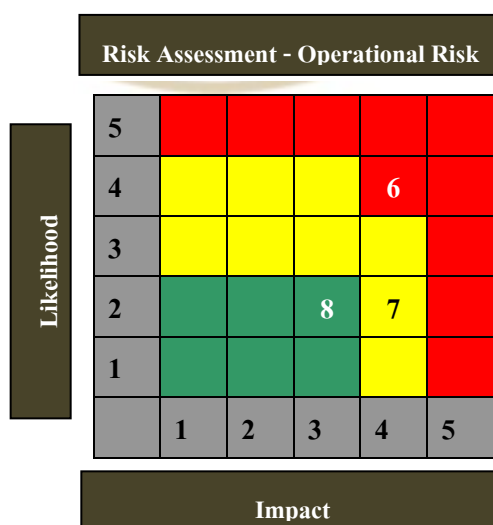 Risk Assessment - Operational Risk
Likelihood
5
4 6
3
2 8 7
1
1 2 3 4 5
Impact